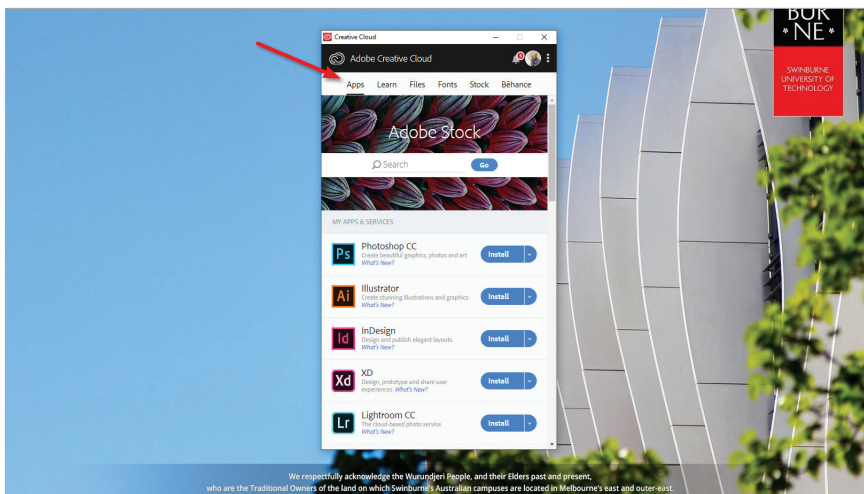 BUR
* NE *
SWINBURNE
UNIVERSITY OF
TECHNOLOGY
Creative Cloud
Adobe Creative Cloud
Apps Learn Files Fonts Stock Bēhance
Adobe Stock
Search Go
MY APPS & SERVICES
Ps
Photoshop CC
Create beautiful graphics, photos and art
What's New?
Install
Ai
Illustrator
Create stunning illustrations and graphics
What's New?
Install
Id
InDesign
Design and publish elegant layouts
What's New?
Install
Xd
XD
Design, prototype and share user
experiences What's New?
Install
Lr
Lightroom CC
The cloud-based photo service
What's New?
Install
We respectfully acknowledge the Wurundjeri People, and their Elders past and present,
who are the Traditional Owners of the land on which Swinburne's Australian campuses are located in Melbourne's east and outer-east.